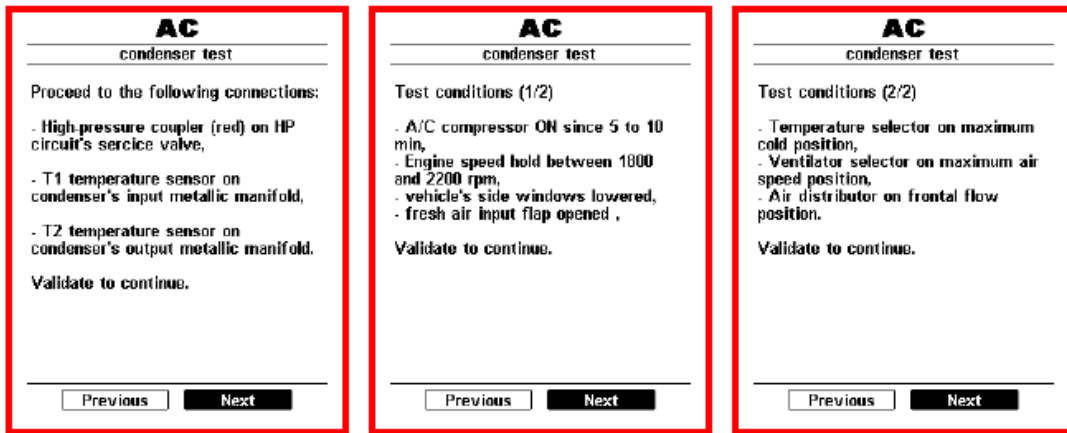 AC
condenser test
Proceed to the following connections:
- High-pressure coupler (red) on HP
circuit's sercice valve,
- T1 temperature sensor on
condenser's input metallic manifold,
- T2 temperature sensor on
condenser's output metallic manifold.
Validate to continue.
Previous Next
AC
condenser test
Test conditions (1/2)
- A/C compressor ON since 5 to 10
min,
- Engine speed hold between 1800
and 2200 rpm,
- vehicle's side windows lowered,
- fresh air input flap opened ,
Validate to continue.
Previous Next
AC
condenser test
Test conditions (2/2)
- Temperature selector on maximum
cold position,
- Ventilator selector on maximum air
speed position,
- Air distributor on frontal flow
position.
Validate to continue.
Previous Next